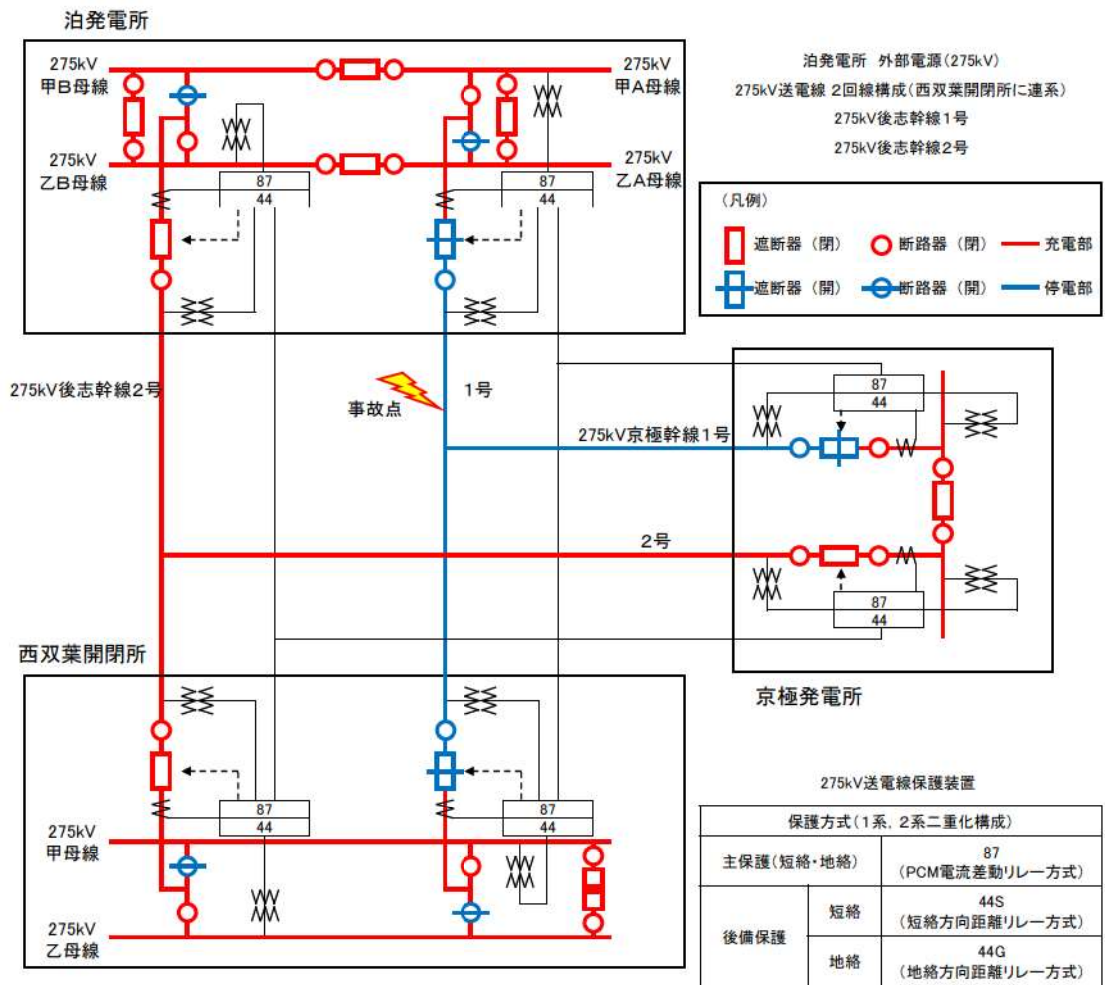 泊発電所
275kV
甲B母線
275kV
甲A母線
275kV
乙B母線
275kV
乙A母線
87
44
87
44
泊発電所 外部電源(275kV)
275kV送電線 2回線構成(西双葉開閉所に連系)
275kV後志幹線1号
275kV後志幹線2号
(凡例)
遮断器(閉)
断路器(閉)
充電部
遮断器(開)
断路器(開)
停電部
275kV後志幹線2号
1号
事故点
275kV京極幹線1号
2号
87
44
87
44
京極発電所
西双葉開閉所
87
44
87
44
275kV
甲母線
275kV
乙母線
275kV送電線保護装置
保護方式(1系,2系二重化構成)
主保護(短絡・地絡)
87
(PCM電流差動リレー方式)
後備保護
短絡
44S
(短絡方向距離リレー方式)
地絡
44G
(地絡方向距離リレー方式)